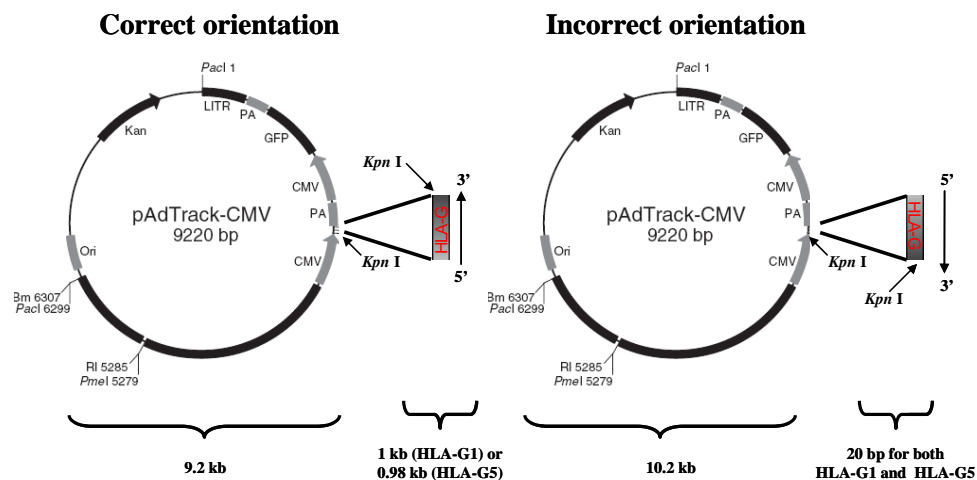 Correct orientation
Incorrect orientation
PacI 1
LITR
PA
GFP
Kan
CMV
PA
pAdTrack-CMV
9220 bp
Ori
CMV
Bm 6307
PacI 6299
RI 5285
PmeI 5279
Kpn I
Kpn I
HLA-G
3’
5’
PacI 1
LITR
PA
GFP
Kan
CMV
PA
pAdTrack-CMV
9220 bp
Ori
CMV
Bm 6307
PacI 6299
RI 5285
PmeI 5279
Kpn I
Kpn I
HLA-G
5’
3’
9.2 kb
1 kb (HLA-G1) or
0.98 kb (HLA-G5)
10.2 kb
20 bp for both
HLA-G1 and HLA-G5